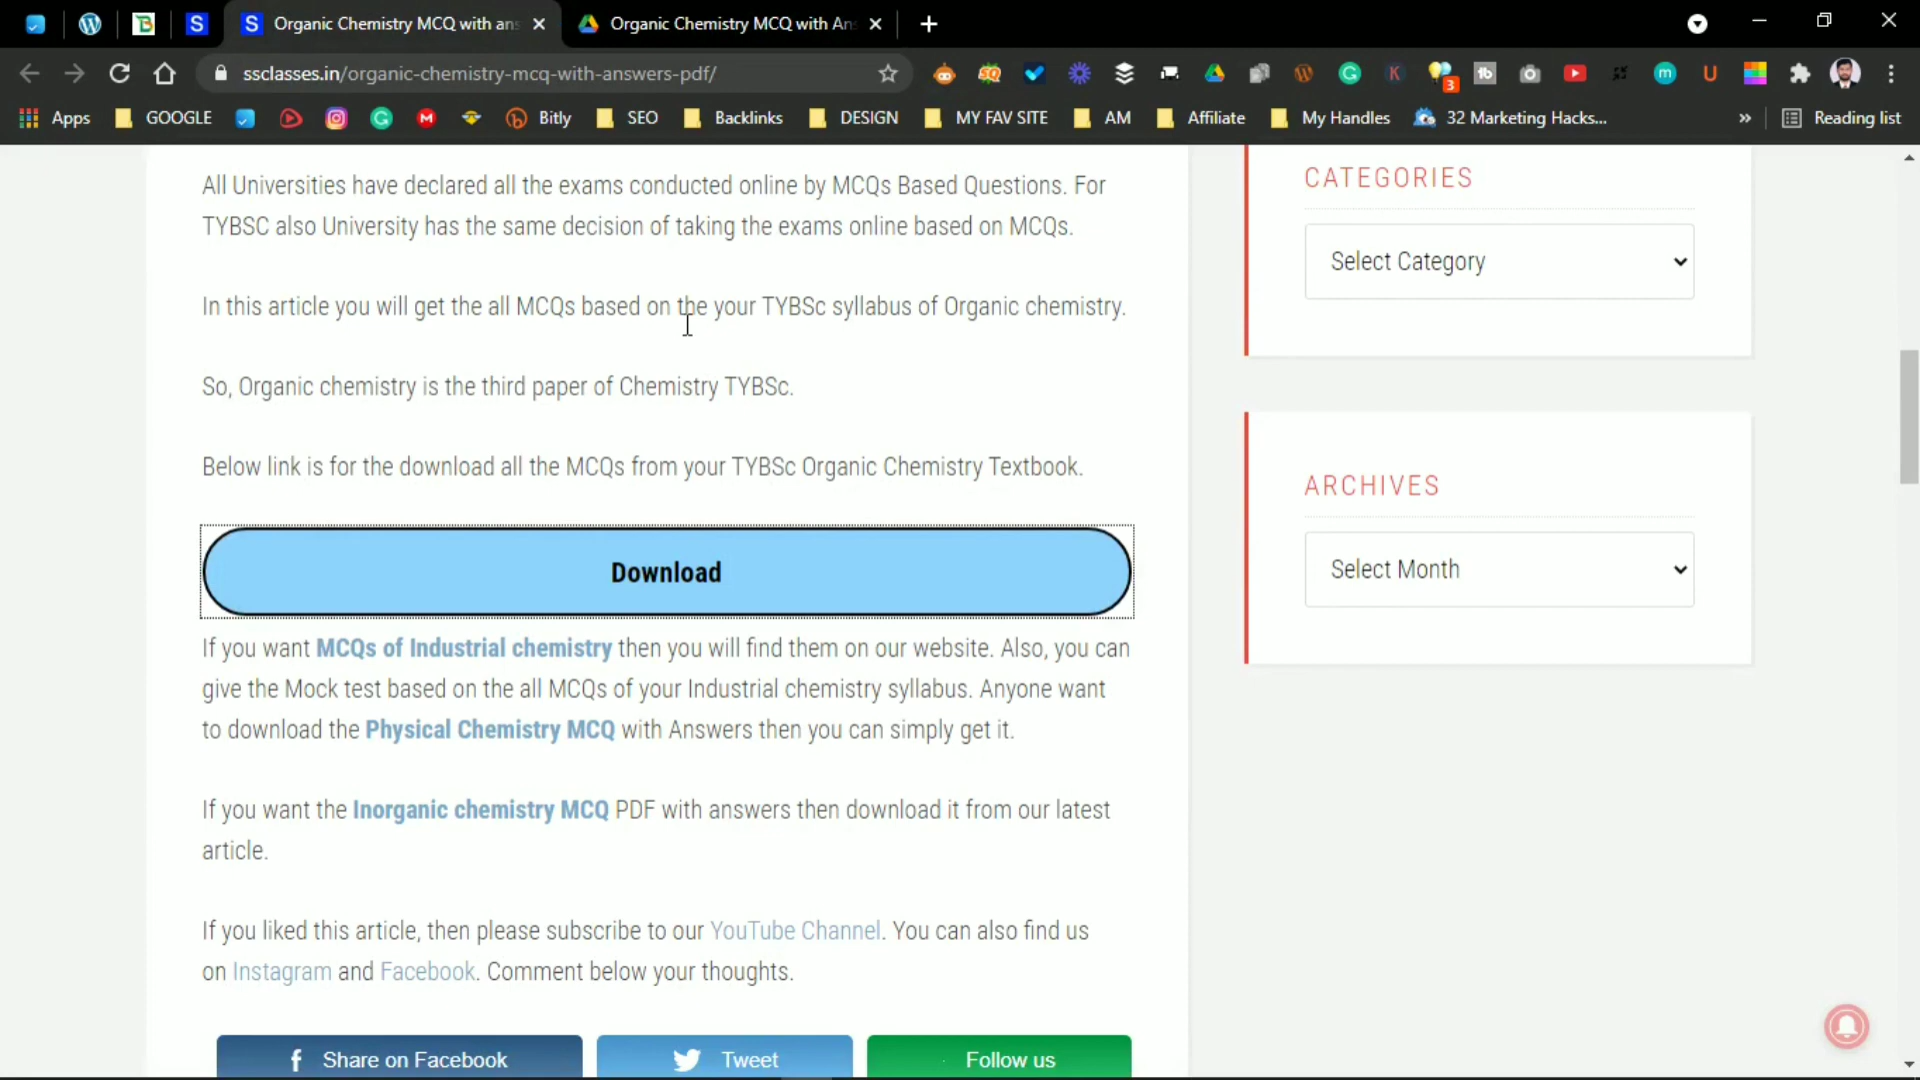 Organic Chemistry MCQ with ans
Organic Chemistry MCQ with An
ssclasses.in/organic-chemistry-mcq-with-answers-pdf/
3
Apps
GOOGLE
Bitly
SEO
Backlinks
DESIGN
MY FAV SITE
AM
Affiliate
My Handles
32 Marketing Hacks...
Reading list
All Universities have declared all the exams conducted online by MCQs Based Questions. For
TYBSC also University has the same decision of taking the exams online based on MCQs.
In this article you will get the all MCQs based on the your TYBSc syllabus of Organic chemistry.
So, Organic chemistry is the third paper of Chemistry TYBSc.
Below link is for the download all the MCQs from your TYBSc Organic Chemistry Textbook.
Download
If you want MCQs of Industrial chemistry then you will find them on our website. Also, you can
give the Mock test based on the all MCQs of your Industrial chemistry syllabus. Anyone want
to download the Physical Chemistry MCQ with Answers then you can simply get it.
If you want the Inorganic chemistry MCQ PDF with answers then download it from our latest
article.
If you liked this article, then please subscribe to our YouTube Channel. You can also find us
on Instagram and Facebook. Comment below your thoughts.
Share on Facebook
Tweet
Follow us
CATEGORIES
Select Category
ARCHIVES
Select Month